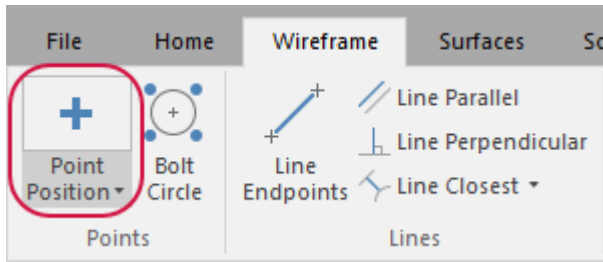 File Home Wireframe Surfaces
Point Position
Bolt Circle
Line Endpoints
Line Parallel
Line Perpendicular
Line Closest
Points
Lines